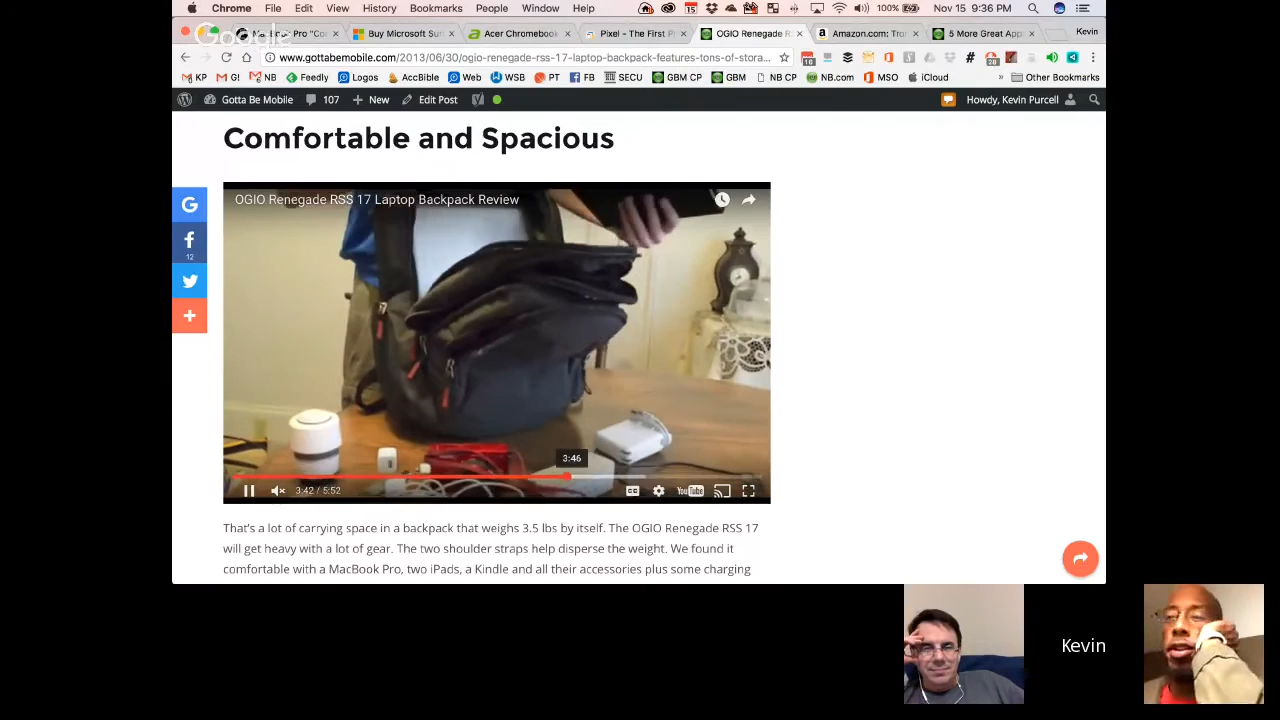 Chrome File Edit View History Bookmarks People Window Help 15 100% Nov 15 9:36 PM
Google
Buy Microsoft Sur Acer Chromebook Pixel - The First P OGIO Renegade R Amazon.com: Tro 5 More Great App Kevin
www.gottabemobile.com/2013/06/30/ogio-renegade-rss-17-laptop-backpack-features-tons-of-stora...
KP G! NB Feedly Logos AccBible Web WSB PT FB SECU GBM CP GBM NB CP NB.com MSO iCloud » Other Bookmarks
Gotta Be Mobile 107 New Edit Post Howdy, Kevin Purcell
Comfortable and Spacious
OGIO Renegade RSS 17 Laptop Backpack Review
12
3:46
3:42 / 5:52 CC YouTube
That's a lot of carrying space in a backpack that weighs 3.5 lbs by itself. The OGIO Renegade RSS 17
will get heavy with a lot of gear. The two shoulder straps help disperse the weight. We found it
comfortable with a MacBook Pro, two iPads, a Kindle and all their accessories plus some charging
Kevin